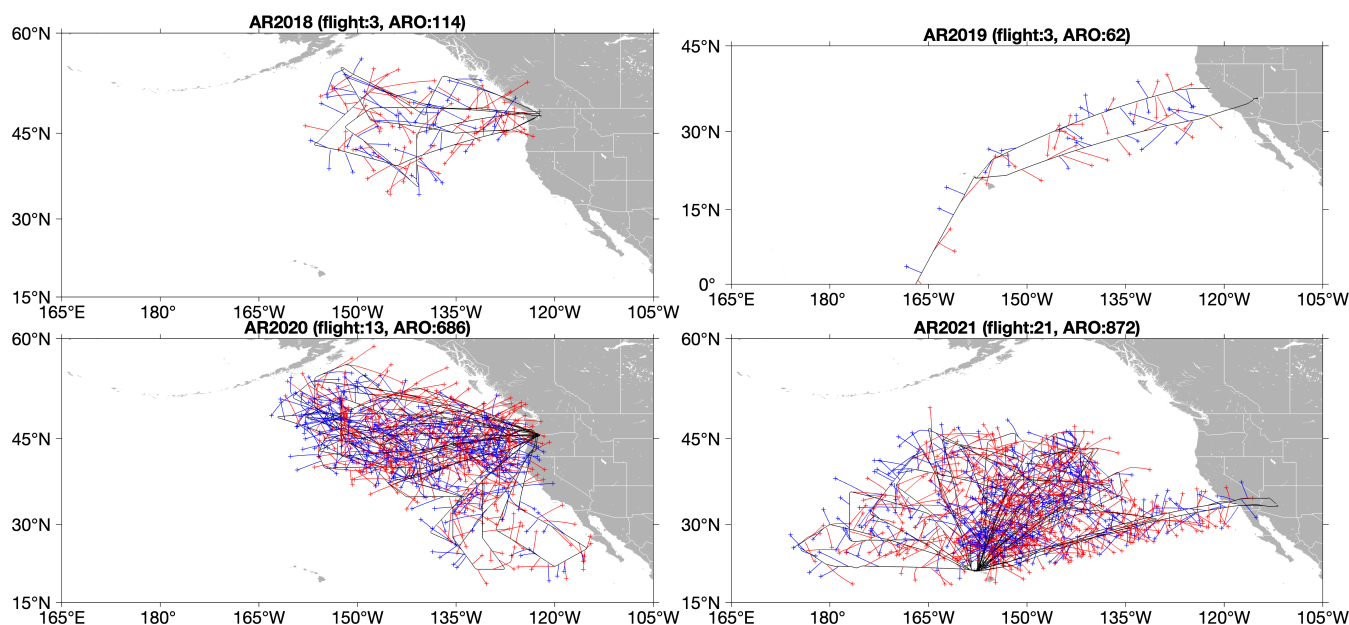 AR2018 (flight:3, ARO:114)
60°N
45°N
30°N
15°N
165°E 180° 165°W 150°W 135°W 120°W 105°W
AR2019 (flight:3, ARO:62)
45°N
30°N
15°N
0°
165°E 180° 165°W 150°W 135°W 120°W 105°W
AR2020 (flight:13, ARO:686)
60°N
45°N
30°N
15°N
165°E 180° 165°W 150°W 135°W 120°W 105°W
AR2021 (flight:21, ARO:872)
60°N
45°N
30°N
15°N
165°E 180° 165°W 150°W 135°W 120°W 105°W